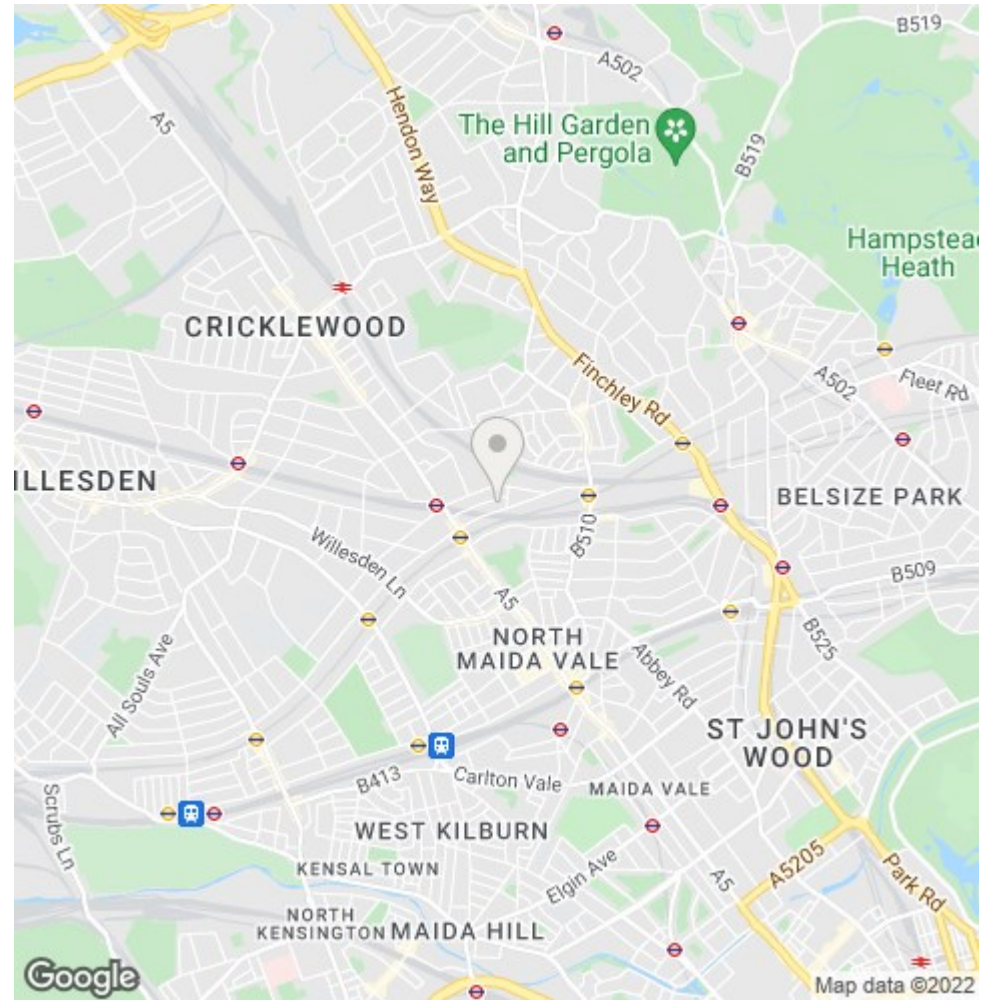 B519
A502
A5
Hendon Way
The Hill Garden
and Pergola
B519
Hampstea
Heath
CRICKLEWOOD
Finchley Rd
A502
Fleet Rd
ILLESDEN
BELSIZE PARK
B510
Willesden Ln
B509
A5
NORTH
MAIDA VALE
Abbey Rd
B525
All Souls Ave
ST JOHN'S
WOOD
B413
Carlton Vale
MAIDA VALE
Scrubs Ln
WEST KILBURN
KENSAL TOWN
Elgin Ave
A5
A5205
Park Rd
NORTH
KENSINGTON
MAIDA HILL
Google
Map data ©2022